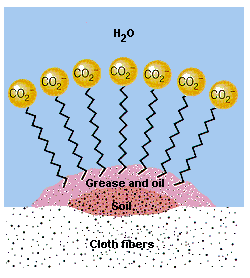 H₂O
CO₂⁻ CO₂⁻ CO₂⁻ CO₂⁻ CO₂⁻ CO₂⁻ CO₂⁻
Grease and oil
Soil
Cloth fibers